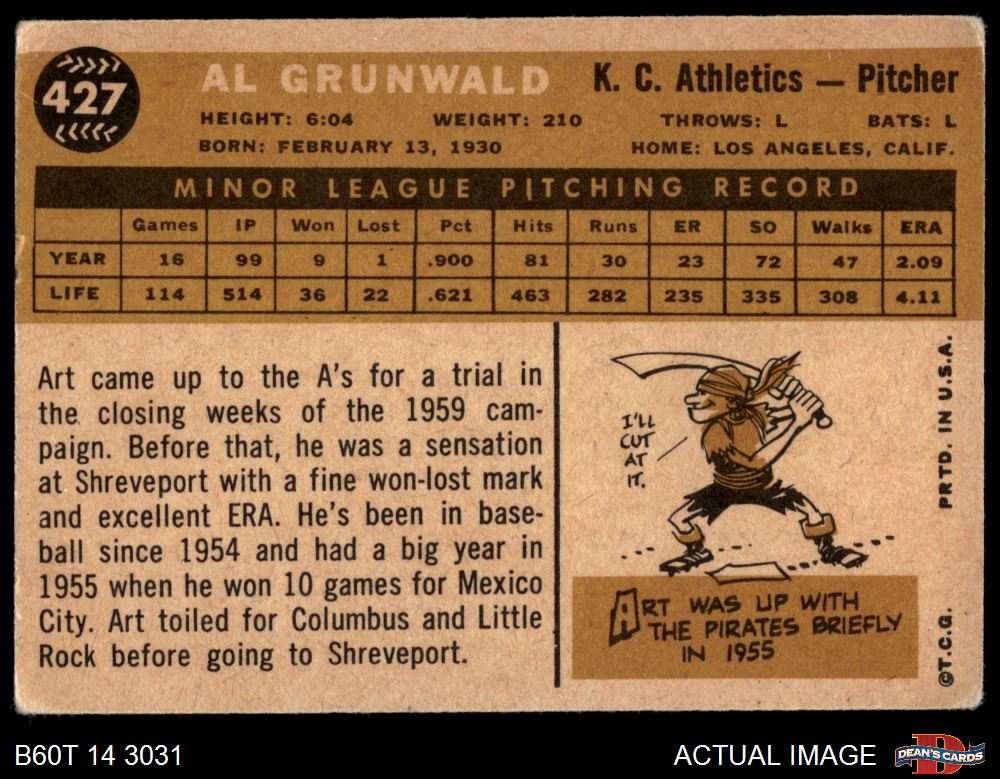 427
AL GRUNWALD K. C. Athletics — Pitcher
HEIGHT: 6:04 WEIGHT: 210 THROWS: L BATS: L
BORN: FEBRUARY 13, 1930 HOME: LOS ANGELES, CALIF.
MINOR LEAGUE PITCHING RECORD
Games IP Won Lost Pct Hits Runs ER SO Walks ERA
YEAR 16 99 9 1 .900 81 30 23 72 47 2.09
LIFE 114 514 36 22 .621 463 282 235 335 308 4.11
Art came up to the A's for a trial in
the closing weeks of the 1959 cam-
paign. Before that, he was a sensation
at Shreveport with a fine won-lost mark
and excellent ERA. He's been in base-
ball since 1954 and had a big year in
1955 when he won 10 games for Mexico
City. Art toiled for Columbus and Little
Rock before going to Shreveport.
I'LL
CUT
AT
IT.
ART WAS UP WITH
THE PIRATES BRIEFLY
IN 1955
©T.C.G. PRTD. IN U.S.A.
B60T 14 3031 ACTUAL IMAGE
DEAN'S CARDS